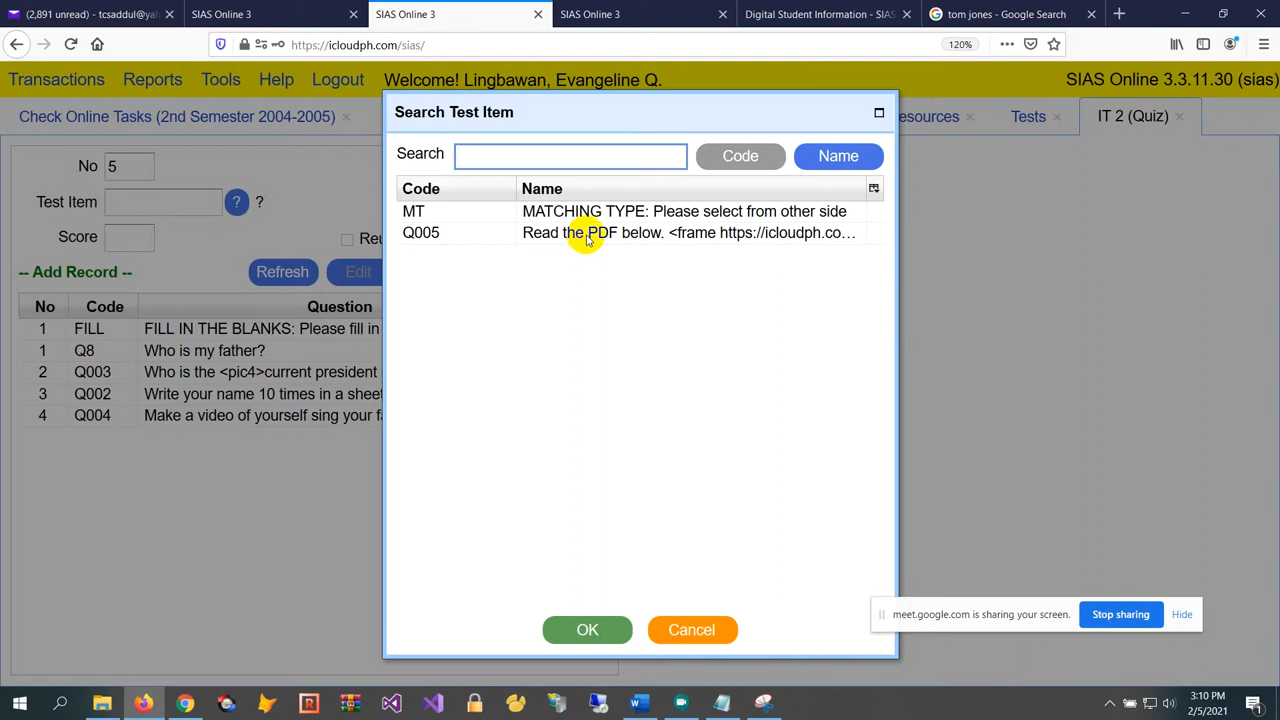 (2,891 unread) - tcsaddul@yah
SIAS Online 3
SIAS Online 3
SIAS Online 3
Digital Student Information - SIAS
tom jones - Google Search
https://icloudph.com/sias/
120%
Transactions Reports Tools Help Logout Welcome! Lingbawan, Evangeline Q. SIAS Online 3.3.11.30 (sias)
Check Online Tasks (2nd Semester 2004-2005) esources Tests IT 2 (Quiz)
No 5
Test Item ? ?
Score Reu
-- Add Record -- Refresh Edit
No Code Question
1 FILL FILL IN THE BLANKS: Please fill in
1 Q8 Who is my father?
2 Q003 Who is the <pic4>current president
3 Q002 Write your name 10 times in a sheet
4 Q004 Make a video of yourself sing your fa
Search Test Item
Search Code Name
Code Name
MT MATCHING TYPE: Please select from other side
Q005 Read the PDF below. <frame https://icloudph.co...
OK Cancel
meet.google.com is sharing your screen. Stop sharing Hide
3:10 PM
2/5/2021